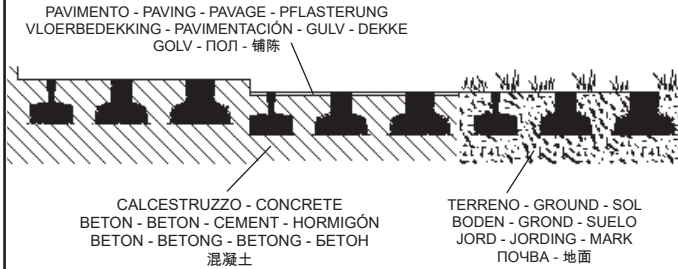 PAVIMENTO - PAVING - PAVAGE - PFLASTERUNG
VLOERBEDEKKING - PAVIMENTACIÓN - GULV - DEKKE
GOLV - ПОЛ - 铺陈
CALCESTRUZZO - CONCRETE
BETON - BETON - CEMENT - HORMIGÓN
BETON - BETONG - BETONG - БЕТОН
混凝土
TERRENO - GROUND - SOL
BODEN - GROND - SUELO
JORD - JORDING - MARK
ПОЧВА - 地面